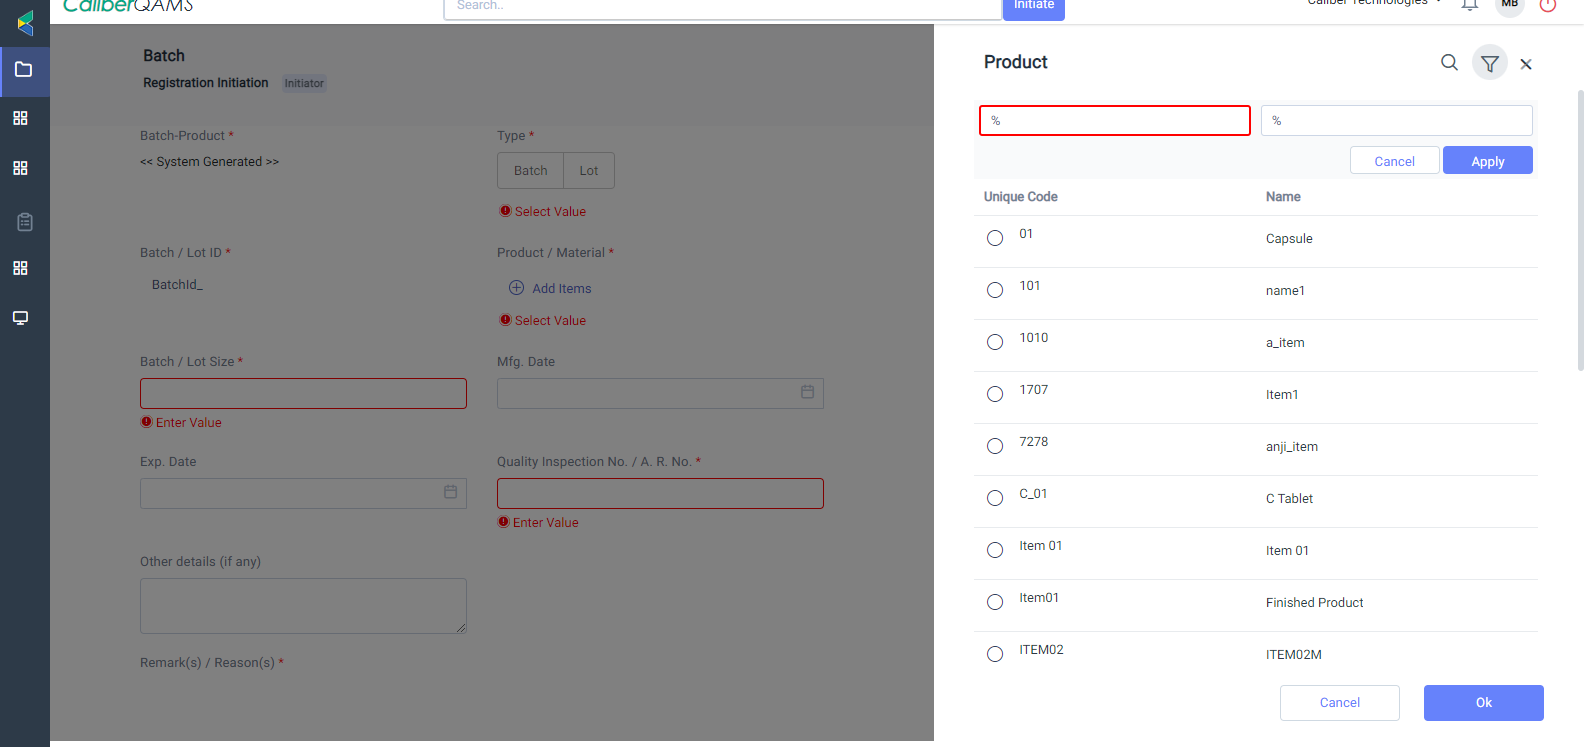 CaliberQAMS
Search..
Initiate
Caliber Technologies
MB
Batch
Registration Initiation Initiator
Batch-Product *
<< System Generated >>
Type *
Batch Lot
Select Value
Batch / Lot ID *
BatchId_
Product / Material *
Add Items
Select Value
Batch / Lot Size *
Enter Value
Mfg. Date
Exp. Date
Quality Inspection No. / A. R. No. *
Enter Value
Other details (if any)
Remark(s) / Reason(s) *
Product
% %
Cancel Apply
Unique Code Name
01 Capsule
101 name1
1010 a_item
1707 Item1
7278 anji_item
C_01 C Tablet
Item 01 Item 01
Item01 Finished Product
ITEM02 ITEM02M
Cancel Ok